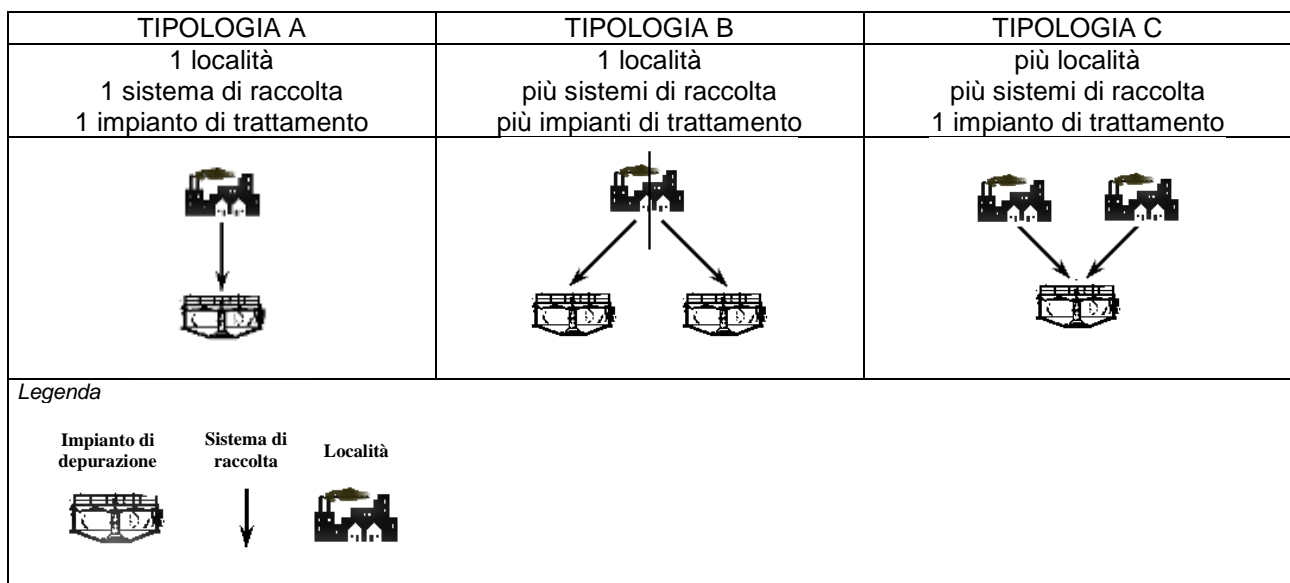 TIPOLOGIA A
1 località
1 sistema di raccolta
1 impianto di trattamento
TIPOLOGIA B
1 località
più sistemi di raccolta
più impianti di trattamento
TIPOLOGIA C
più località
più sistemi di raccolta
1 impianto di trattamento
Legenda
Impianto di
depurazione
Sistema di
raccolta
Località